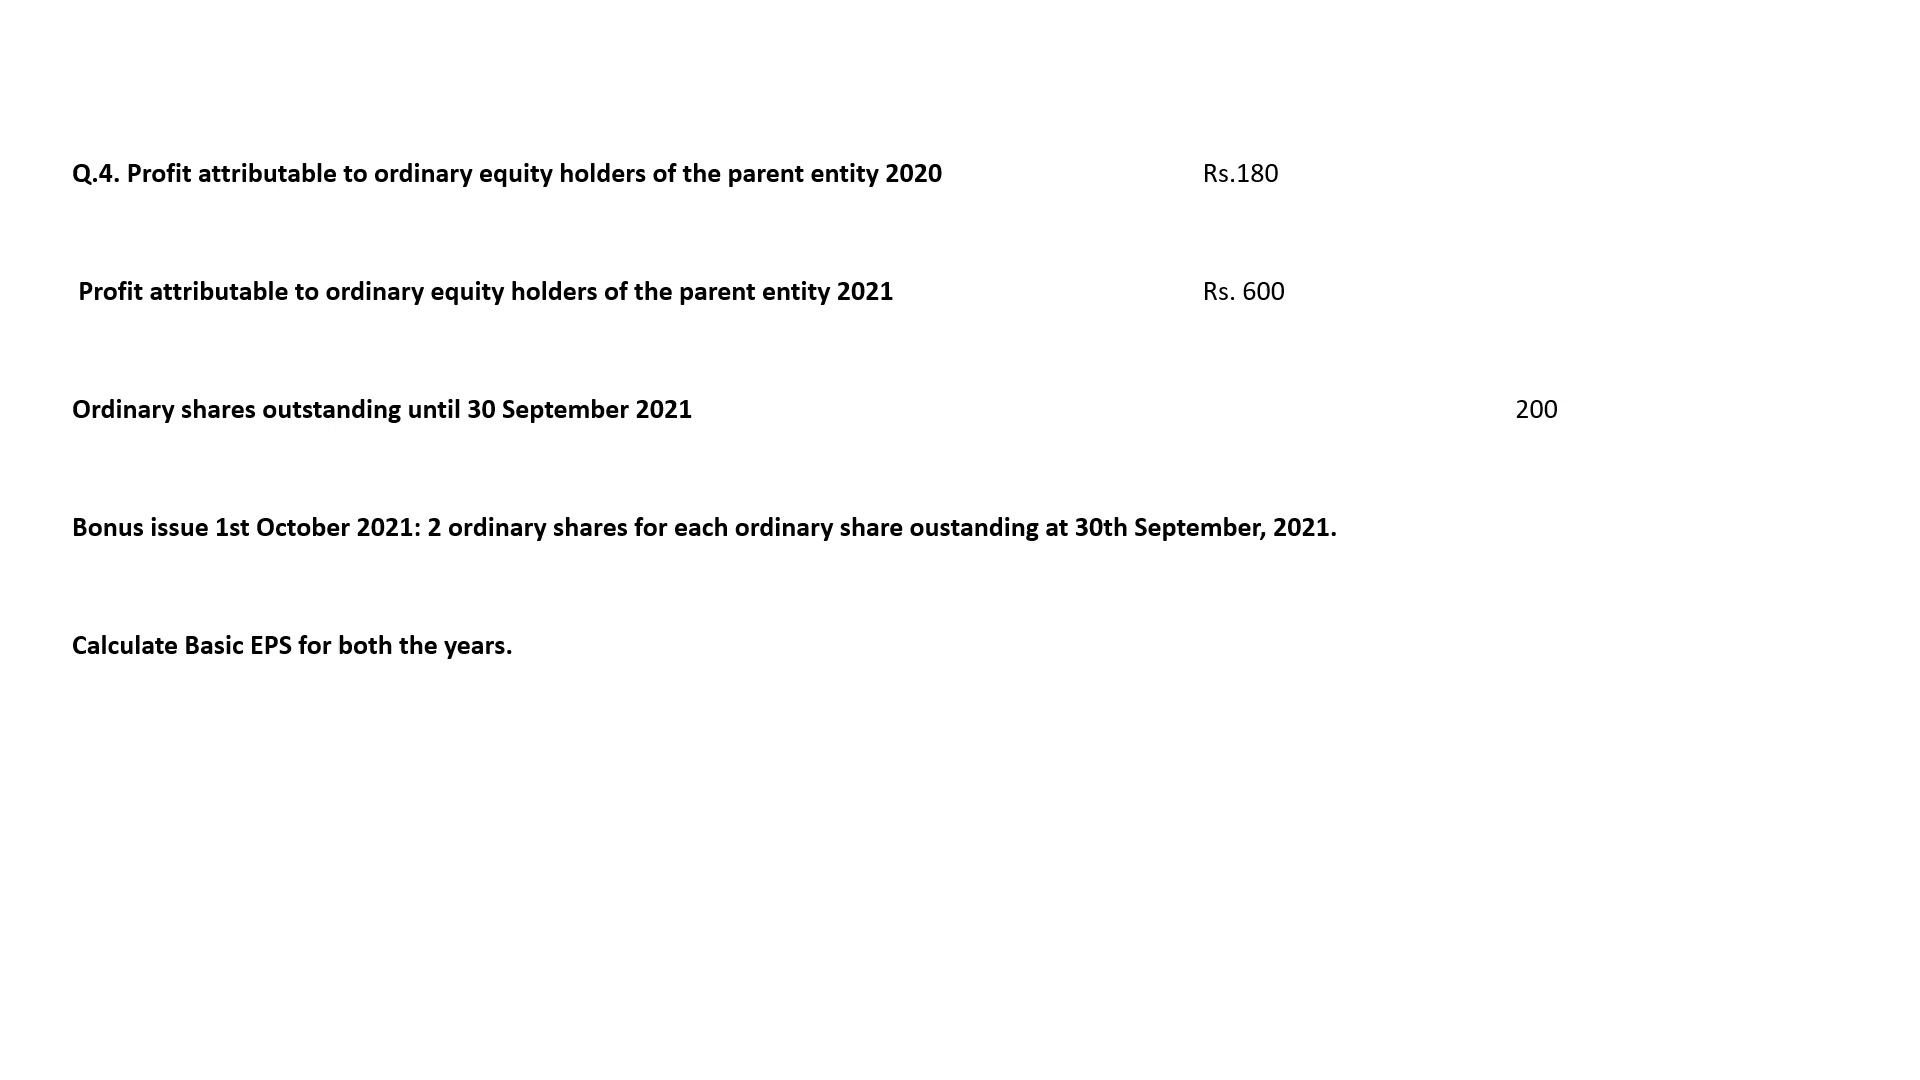 Q.4. Profit attributable to ordinary equity holders of the parent entity 2020 Rs.180
Profit attributable to ordinary equity holders of the parent entity 2021 Rs. 600
Ordinary shares outstanding until 30 September 2021 200
Bonus issue 1st October 2021: 2 ordinary shares for each ordinary share oustanding at 30th September, 2021.
Calculate Basic EPS for both the years.